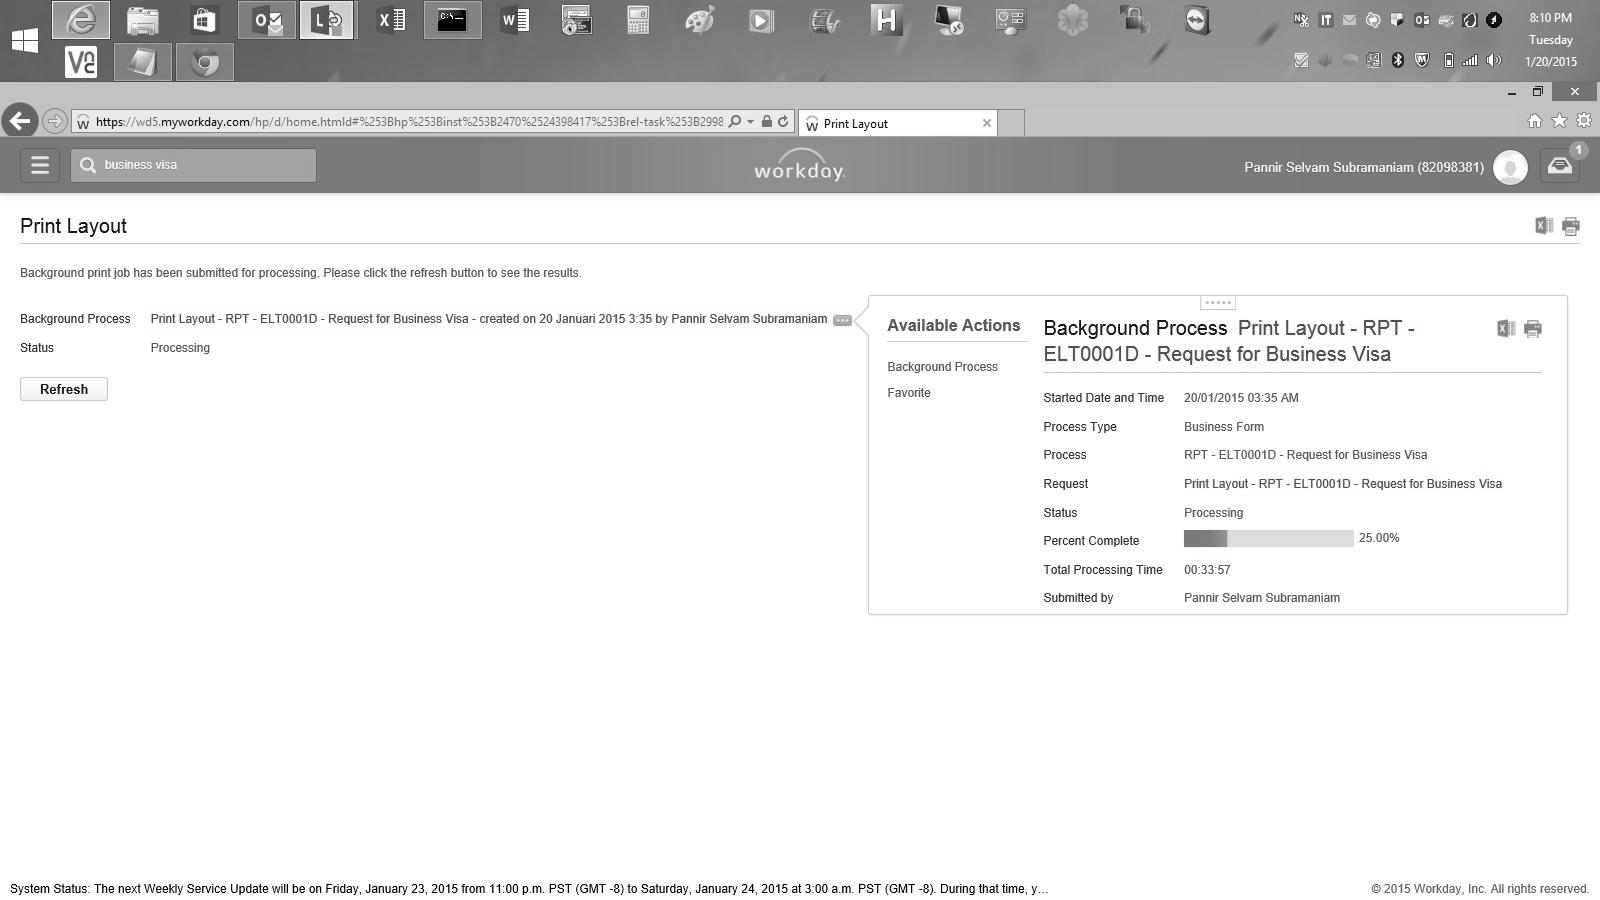 8:10 PM
Tuesday
1/20/2015
https://wd5.myworkday.com/hp/d/home.htmld#%253Bhp%253Binst%253B2470%2524398417%253Brel-task%253B2998
Print Layout
business visa
workday.
Pannir Selvam Subramaniam (82098381)
1
Print Layout
Background print job has been submitted for processing. Please click the refresh button to see the results.
Background Process Print Layout - RPT - ELT0001D - Request for Business Visa - created on 20 Januari 2015 3:35 by Pannir Selvam Subramaniam
Status Processing
Refresh
Available Actions
Background Process
Favorite
Background Process Print Layout - RPT -
ELT0001D - Request for Business Visa
Started Date and Time 20/01/2015 03:35 AM
Process Type Business Form
Process RPT - ELT0001D - Request for Business Visa
Request Print Layout - RPT - ELT0001D - Request for Business Visa
Status Processing
Percent Complete 25.00%
Total Processing Time 00:33:57
Submitted by Pannir Selvam Subramaniam
System Status: The next Weekly Service Update will be on Friday, January 23, 2015 from 11:00 p.m. PST (GMT -8) to Saturday, January 24, 2015 at 3:00 a.m. PST (GMT -8). During that time, y...
© 2015 Workday, Inc. All rights reserved.